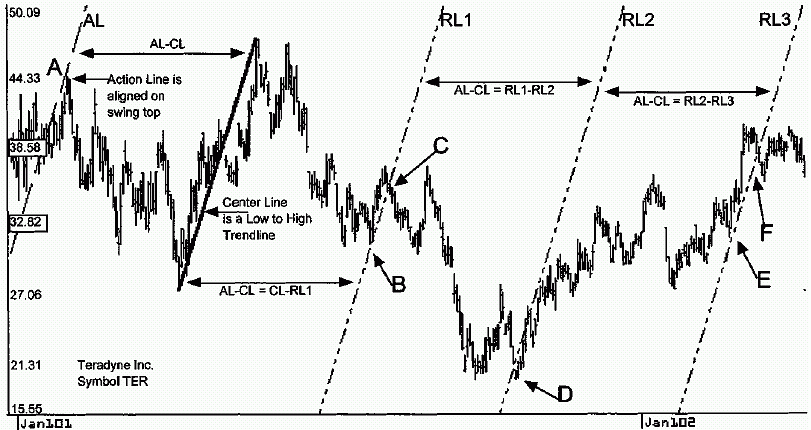 50.09
AL
RL1
RL2
RL3
AL-CL
A
44.33
Action Line is
aligned on
swing top
AL-CL = RL1-RL2
AL-CL = RL2-RL3
38.58
C
Center Line
is a Low to High
Trendline
32.82
F
E
B
AL-CL = CL-RL1
27.06
21.31
Teradyne Inc.
Symbol TER
D
15.55
Jan101
Jan102